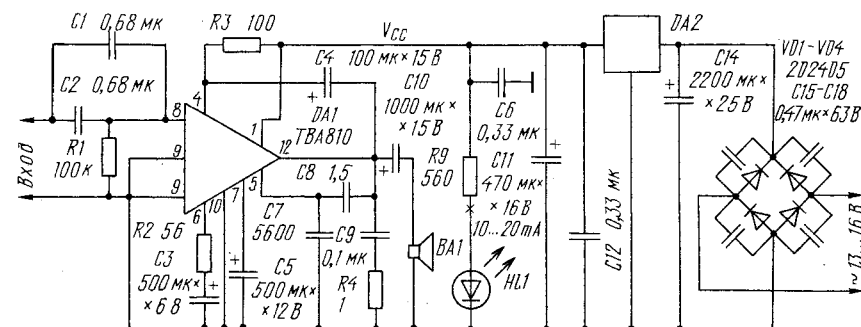 C1 0,68 мк
C2 0,68 мк
R1
100к
Вход
8
9
9
4
1
12
5
7
10
6
R3 100
R2 56
C3
500 мк×
×6 В
C5
500 мк×
×12 В
Vcc
100 мк×15 В
C4
DA1
TBA810
C10
1000 мк×
×15 В
C8
1,5
C7
5600
C9
0,1 мк
R4
1
BA1
C6
0,33 мк
R9
560
C11
470 мк×
×16 В
10...20mA
HL1
C12 0,33 мк
DA2
C14
2200 мк×
×25 В
VD1-VD4
2D24D5
C15-C18
0,47мк×63В
~13...16 В